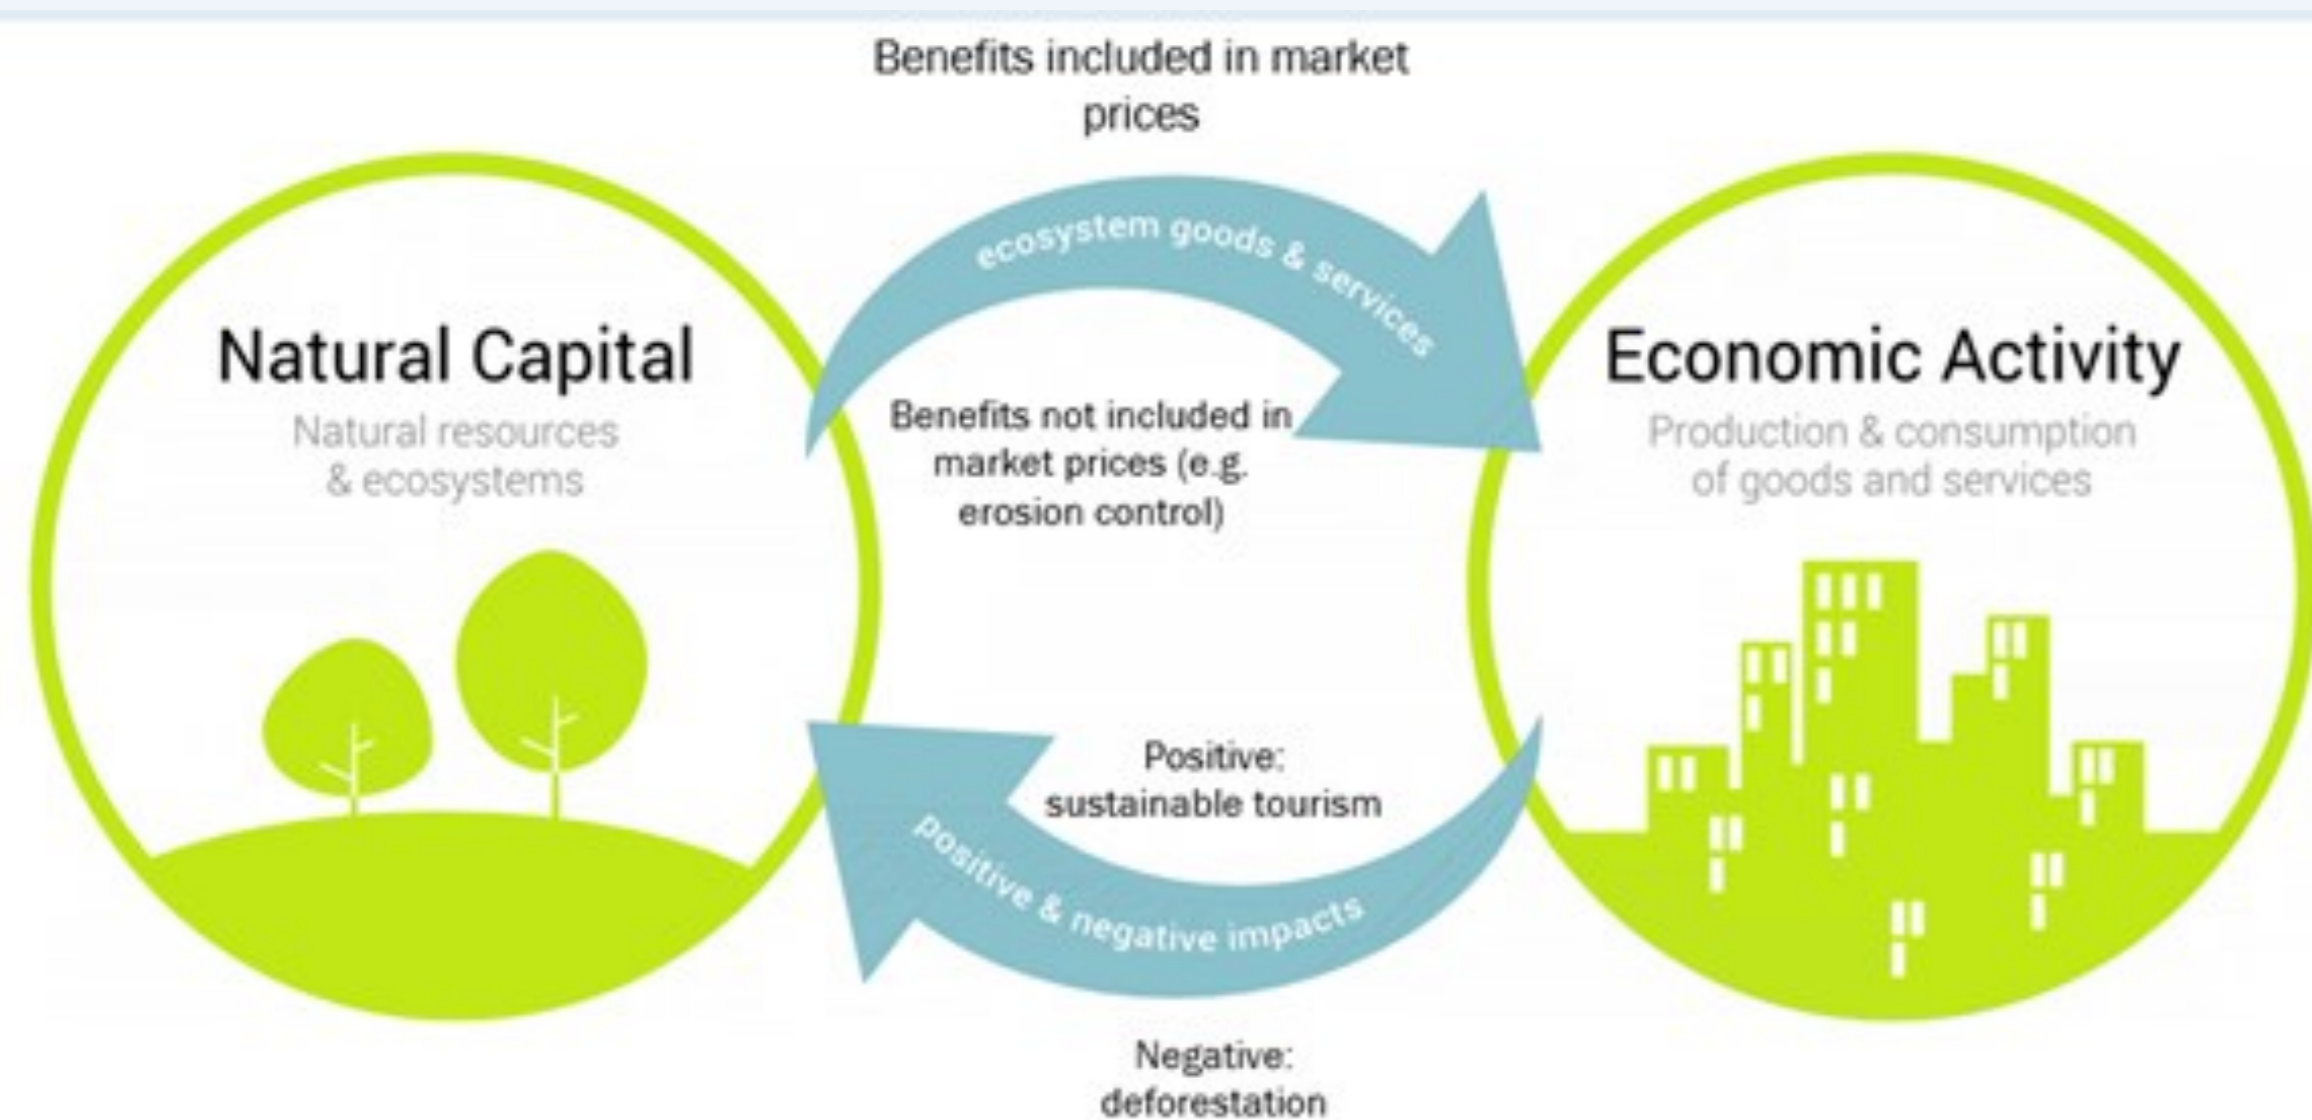 Benefits included in market
prices
ecosystem goods & services
Natural Capital
Natural resources
& ecosystems
Benefits not included in
market prices (e.g.
erosion control)
Economic Activity
Production & consumption
of goods and services
Positive:
sustainable tourism
positive & negative impacts
Negative:
deforestation